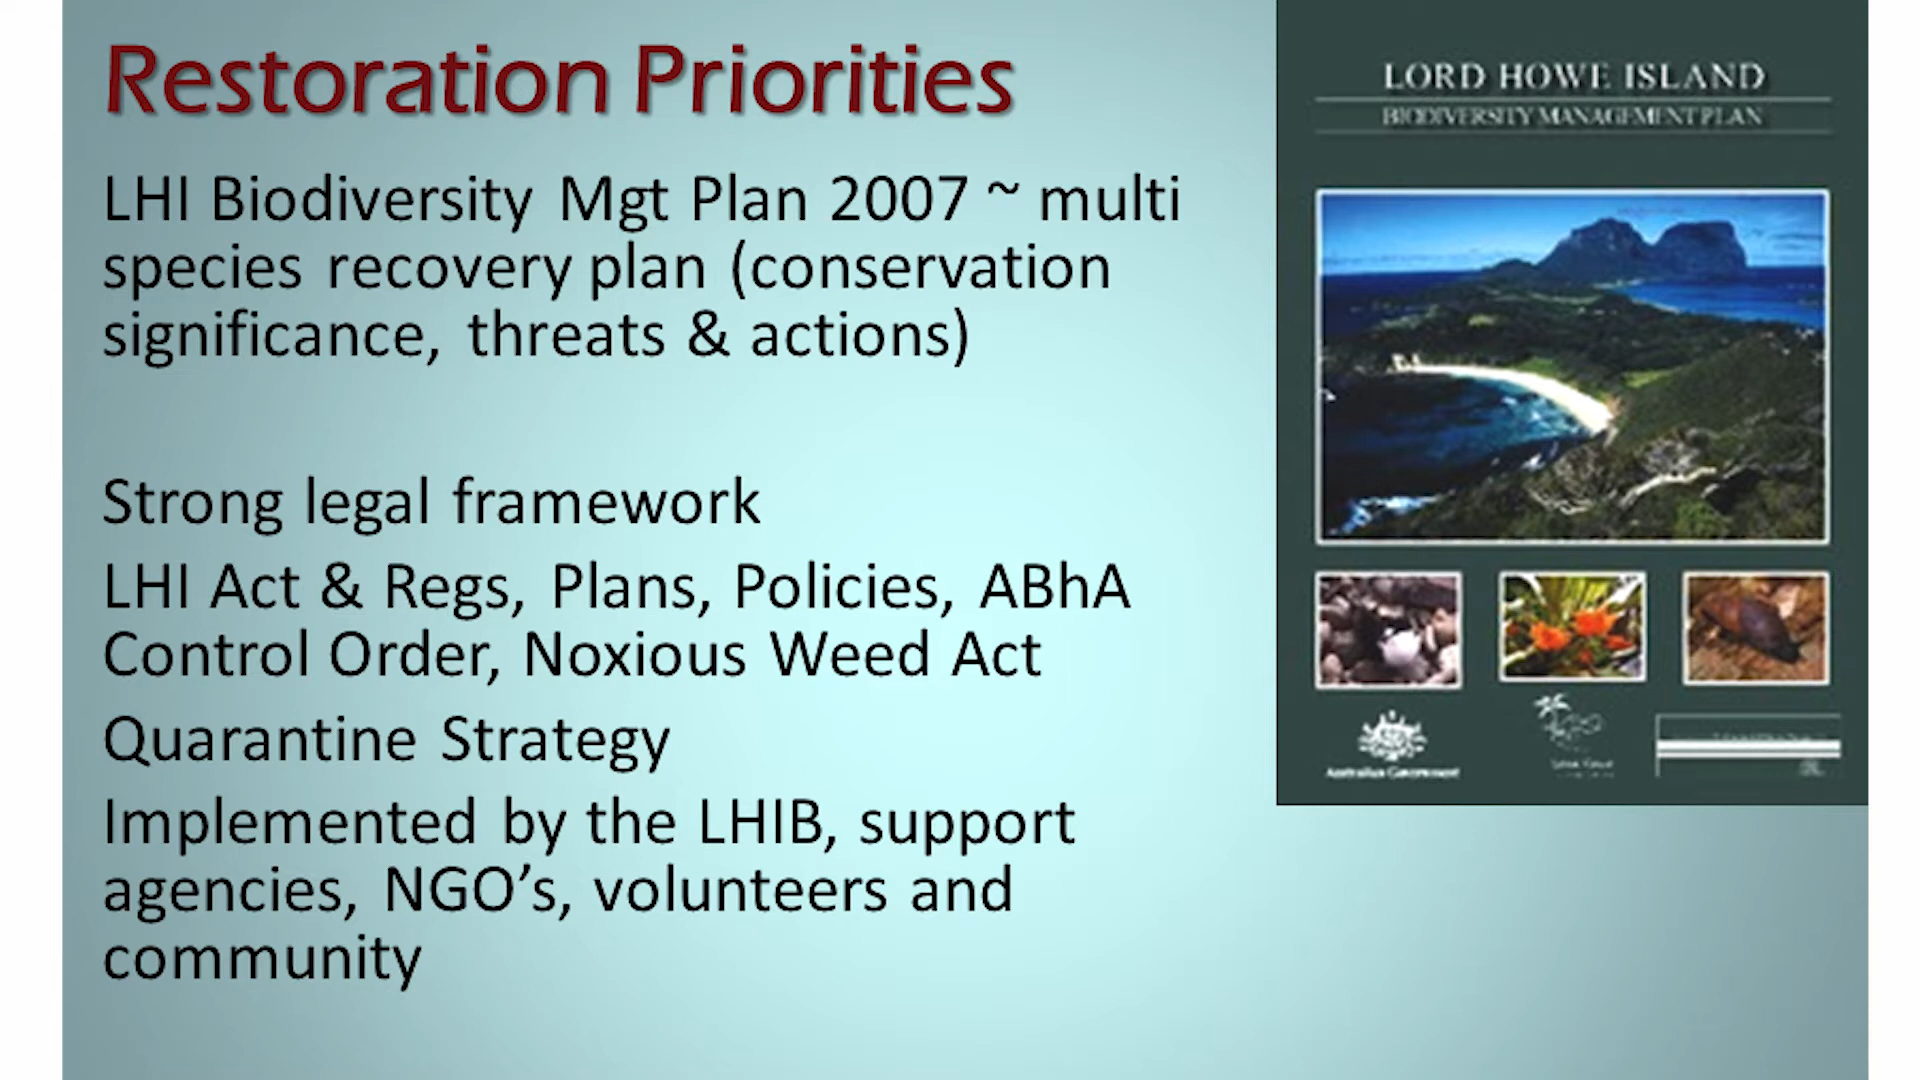 Restoration Priorities
LHI Biodiversity Mgt Plan 2007 ~ multi
species recovery plan (conservation
significance, threats & actions)
Strong legal framework
LHI Act & Regs, Plans, Policies, ABhA
Control Order, Noxious Weed Act
Quarantine Strategy
Implemented by the LHIB, support
agencies, NGO’s, volunteers and
community
LORD HOWE ISLAND
BIODIVERSITY MANAGEMENT PLAN
Australian Government